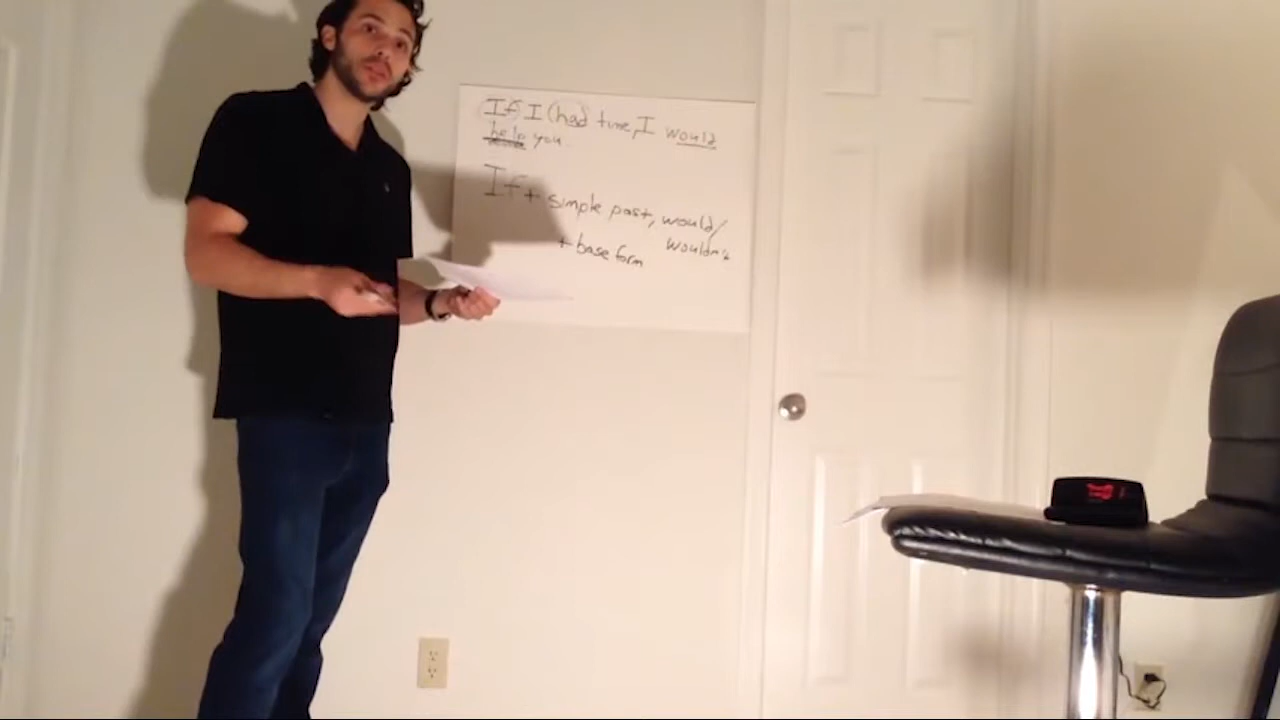 If I had time, I would
help you.
If + simple past, would/
wouldn't
+ base form